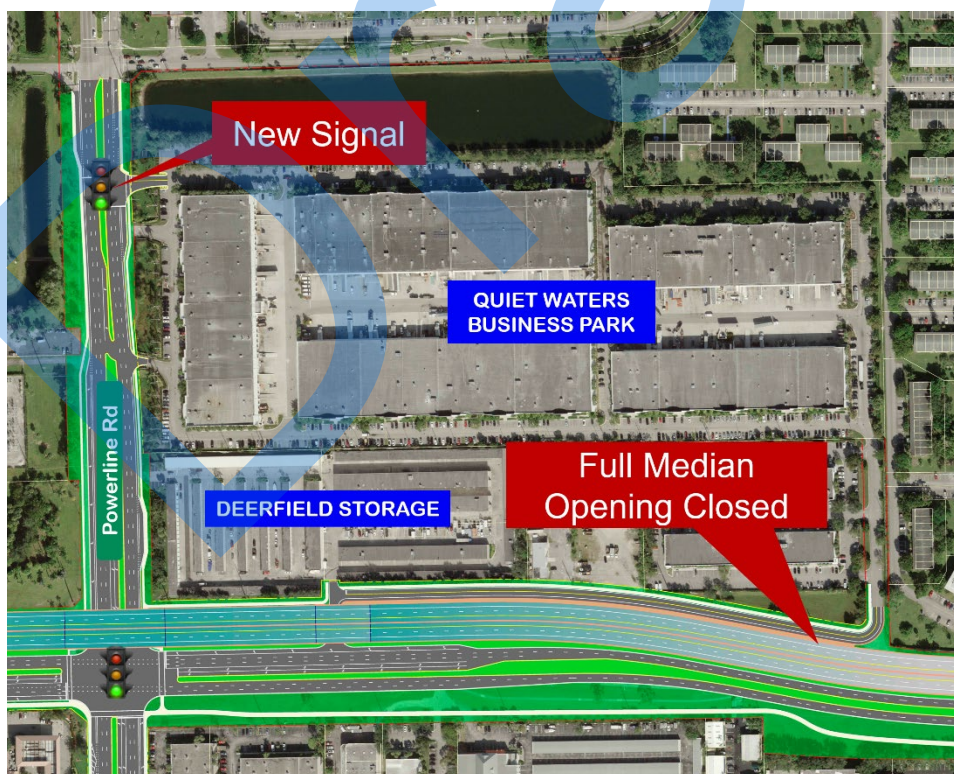 New Signal
QUIET WATERS
BUSINESS PARK
Powerline Rd
DEERFIELD STORAGE
Full Median
Opening Closed